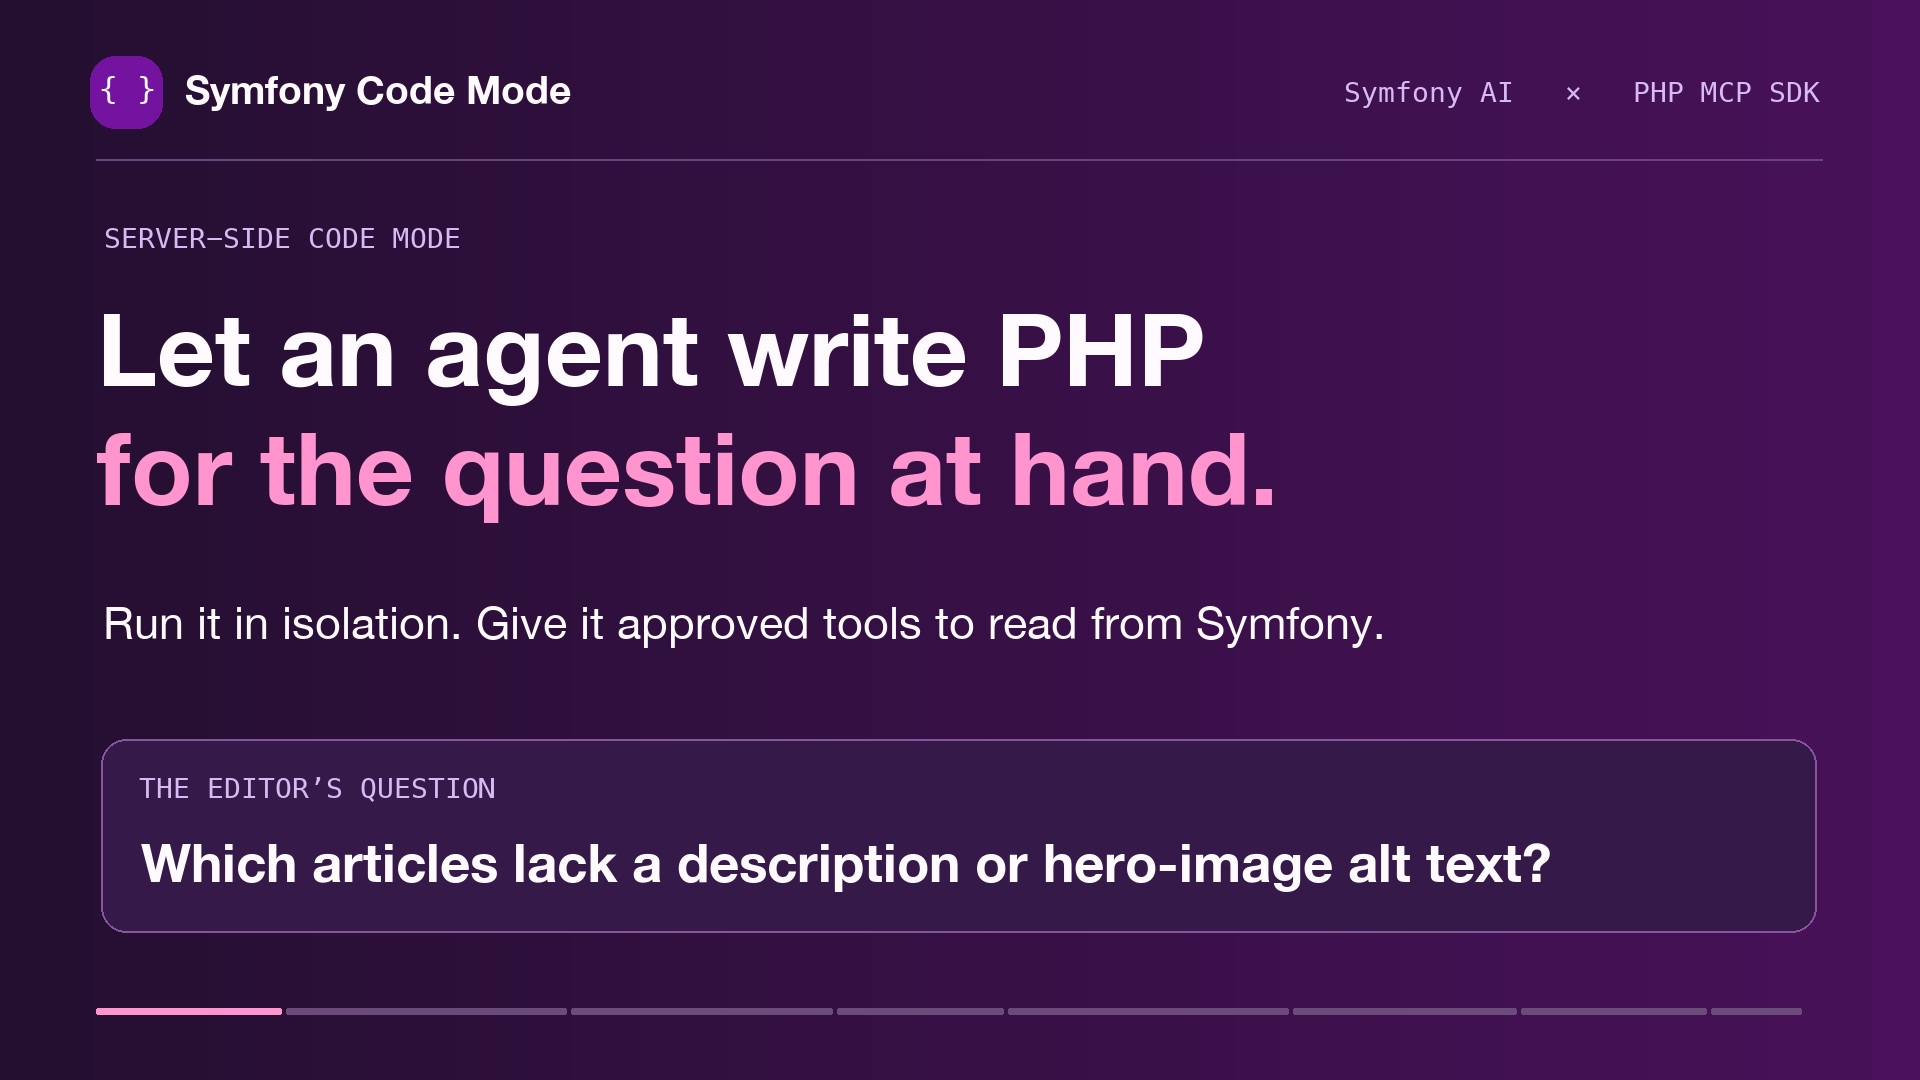 { } Symfony Code Mode
Symfony AI × PHP MCP SDK
SERVER–SIDE CODE MODE
Let an agent write PHP
for the question at hand.
Run it in isolation. Give it approved tools to read from Symfony.
THE EDITOR’S QUESTION
Which articles lack a description or hero-image alt text?